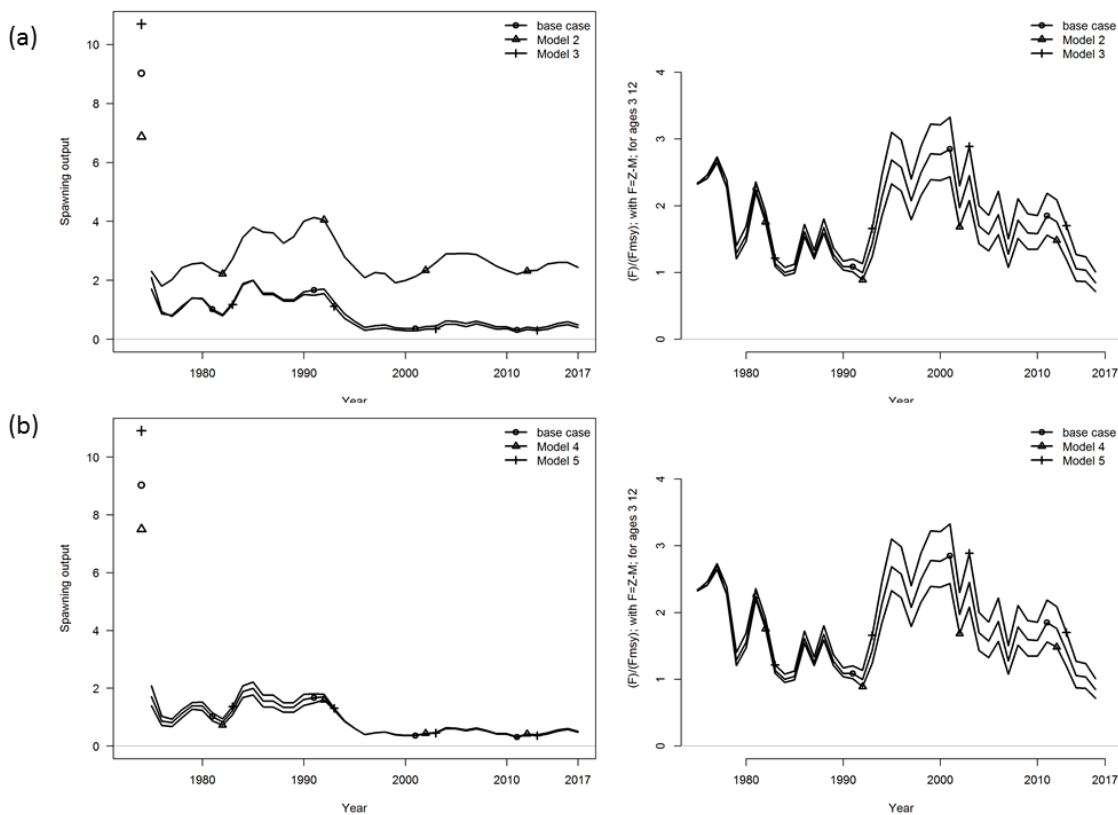 (a)
Spawning output
10
8
6
4
2
0
base case
Model 2
Model 3
1980
1990
2000
2010
2017
Year
(F)/(Fmsy); with F=Z-M; for ages 3 12
4
3
2
1
0
base case
Model 2
Model 3
1980
1990
2000
2010
2017
Year
(b)
Spawning output
10
8
6
4
2
0
base case
Model 4
Model 5
1980
1990
2000
2010
2017
Year
(F)/(Fmsy); with F=Z-M; for ages 3 12
4
3
2
1
0
base case
Model 4
Model 5
1980
1990
2000
2010
2017
Year